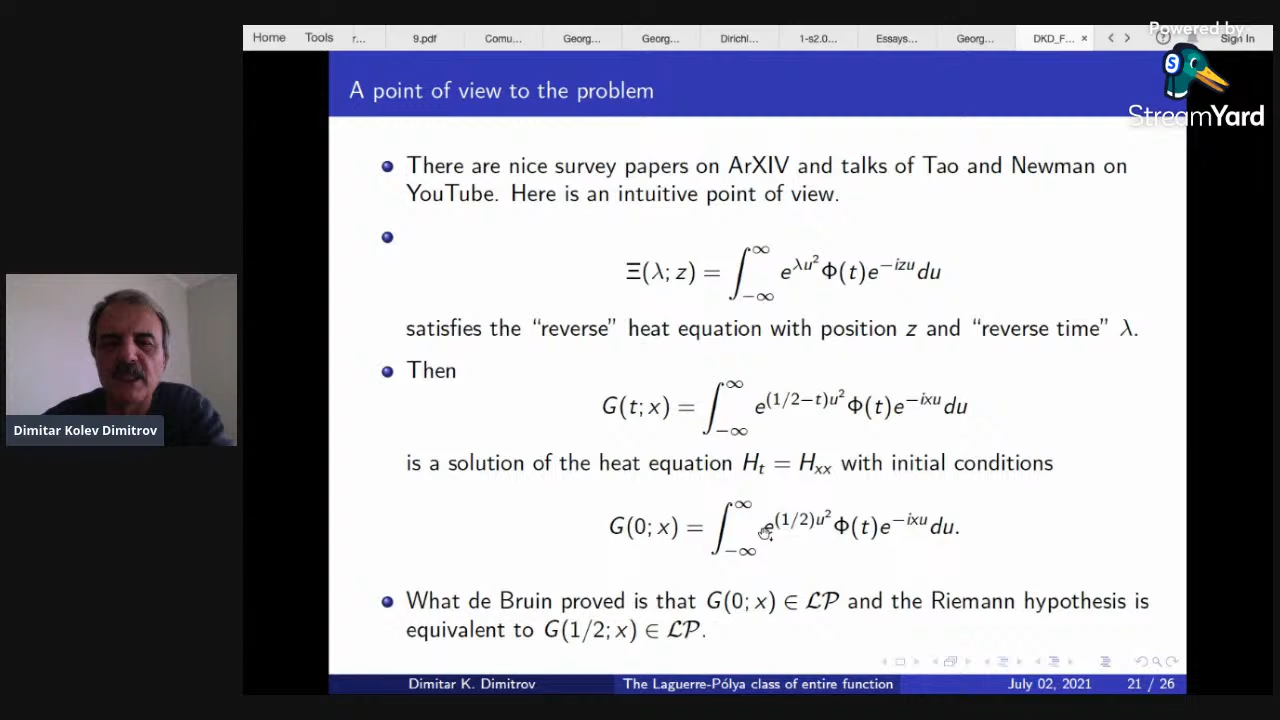 Home Tools r... 9.pdf Comu... Georg... Georg... Dirichl... 1-s2.0... Essays... Georg... DKD_F... × Sign In
Powered by
StreamYard
A point of view to the problem
There are nice survey papers on ArXIV and talks of Tao and Newman on
YouTube. Here is an intuitive point of view.
Ξ(λ; z) = ∫_{−∞}^{∞} e^{λu²}Φ(t)e^{−izu}du
satisfies the “reverse” heat equation with position z and “reverse time” λ.
Then
G(t; x) = ∫_{−∞}^{∞} e^{(1/2−t)u²}Φ(t)e^{−ixu}du
is a solution of the heat equation H_t = H_{xx} with initial conditions
G(0; x) = ∫_{−∞}^{∞} e^{(1/2)u²}Φ(t)e^{−ixu}du.
What de Bruin proved is that G(0; x) ∈ ℒ𝒫 and the Riemann hypothesis is
equivalent to G(1/2; x) ∈ ℒ𝒫.
Dimitar K. Dimitrov The Laguerre-Pólya class of entire function July 02, 2021 21 / 26
Dimitar Kolev Dimitrov